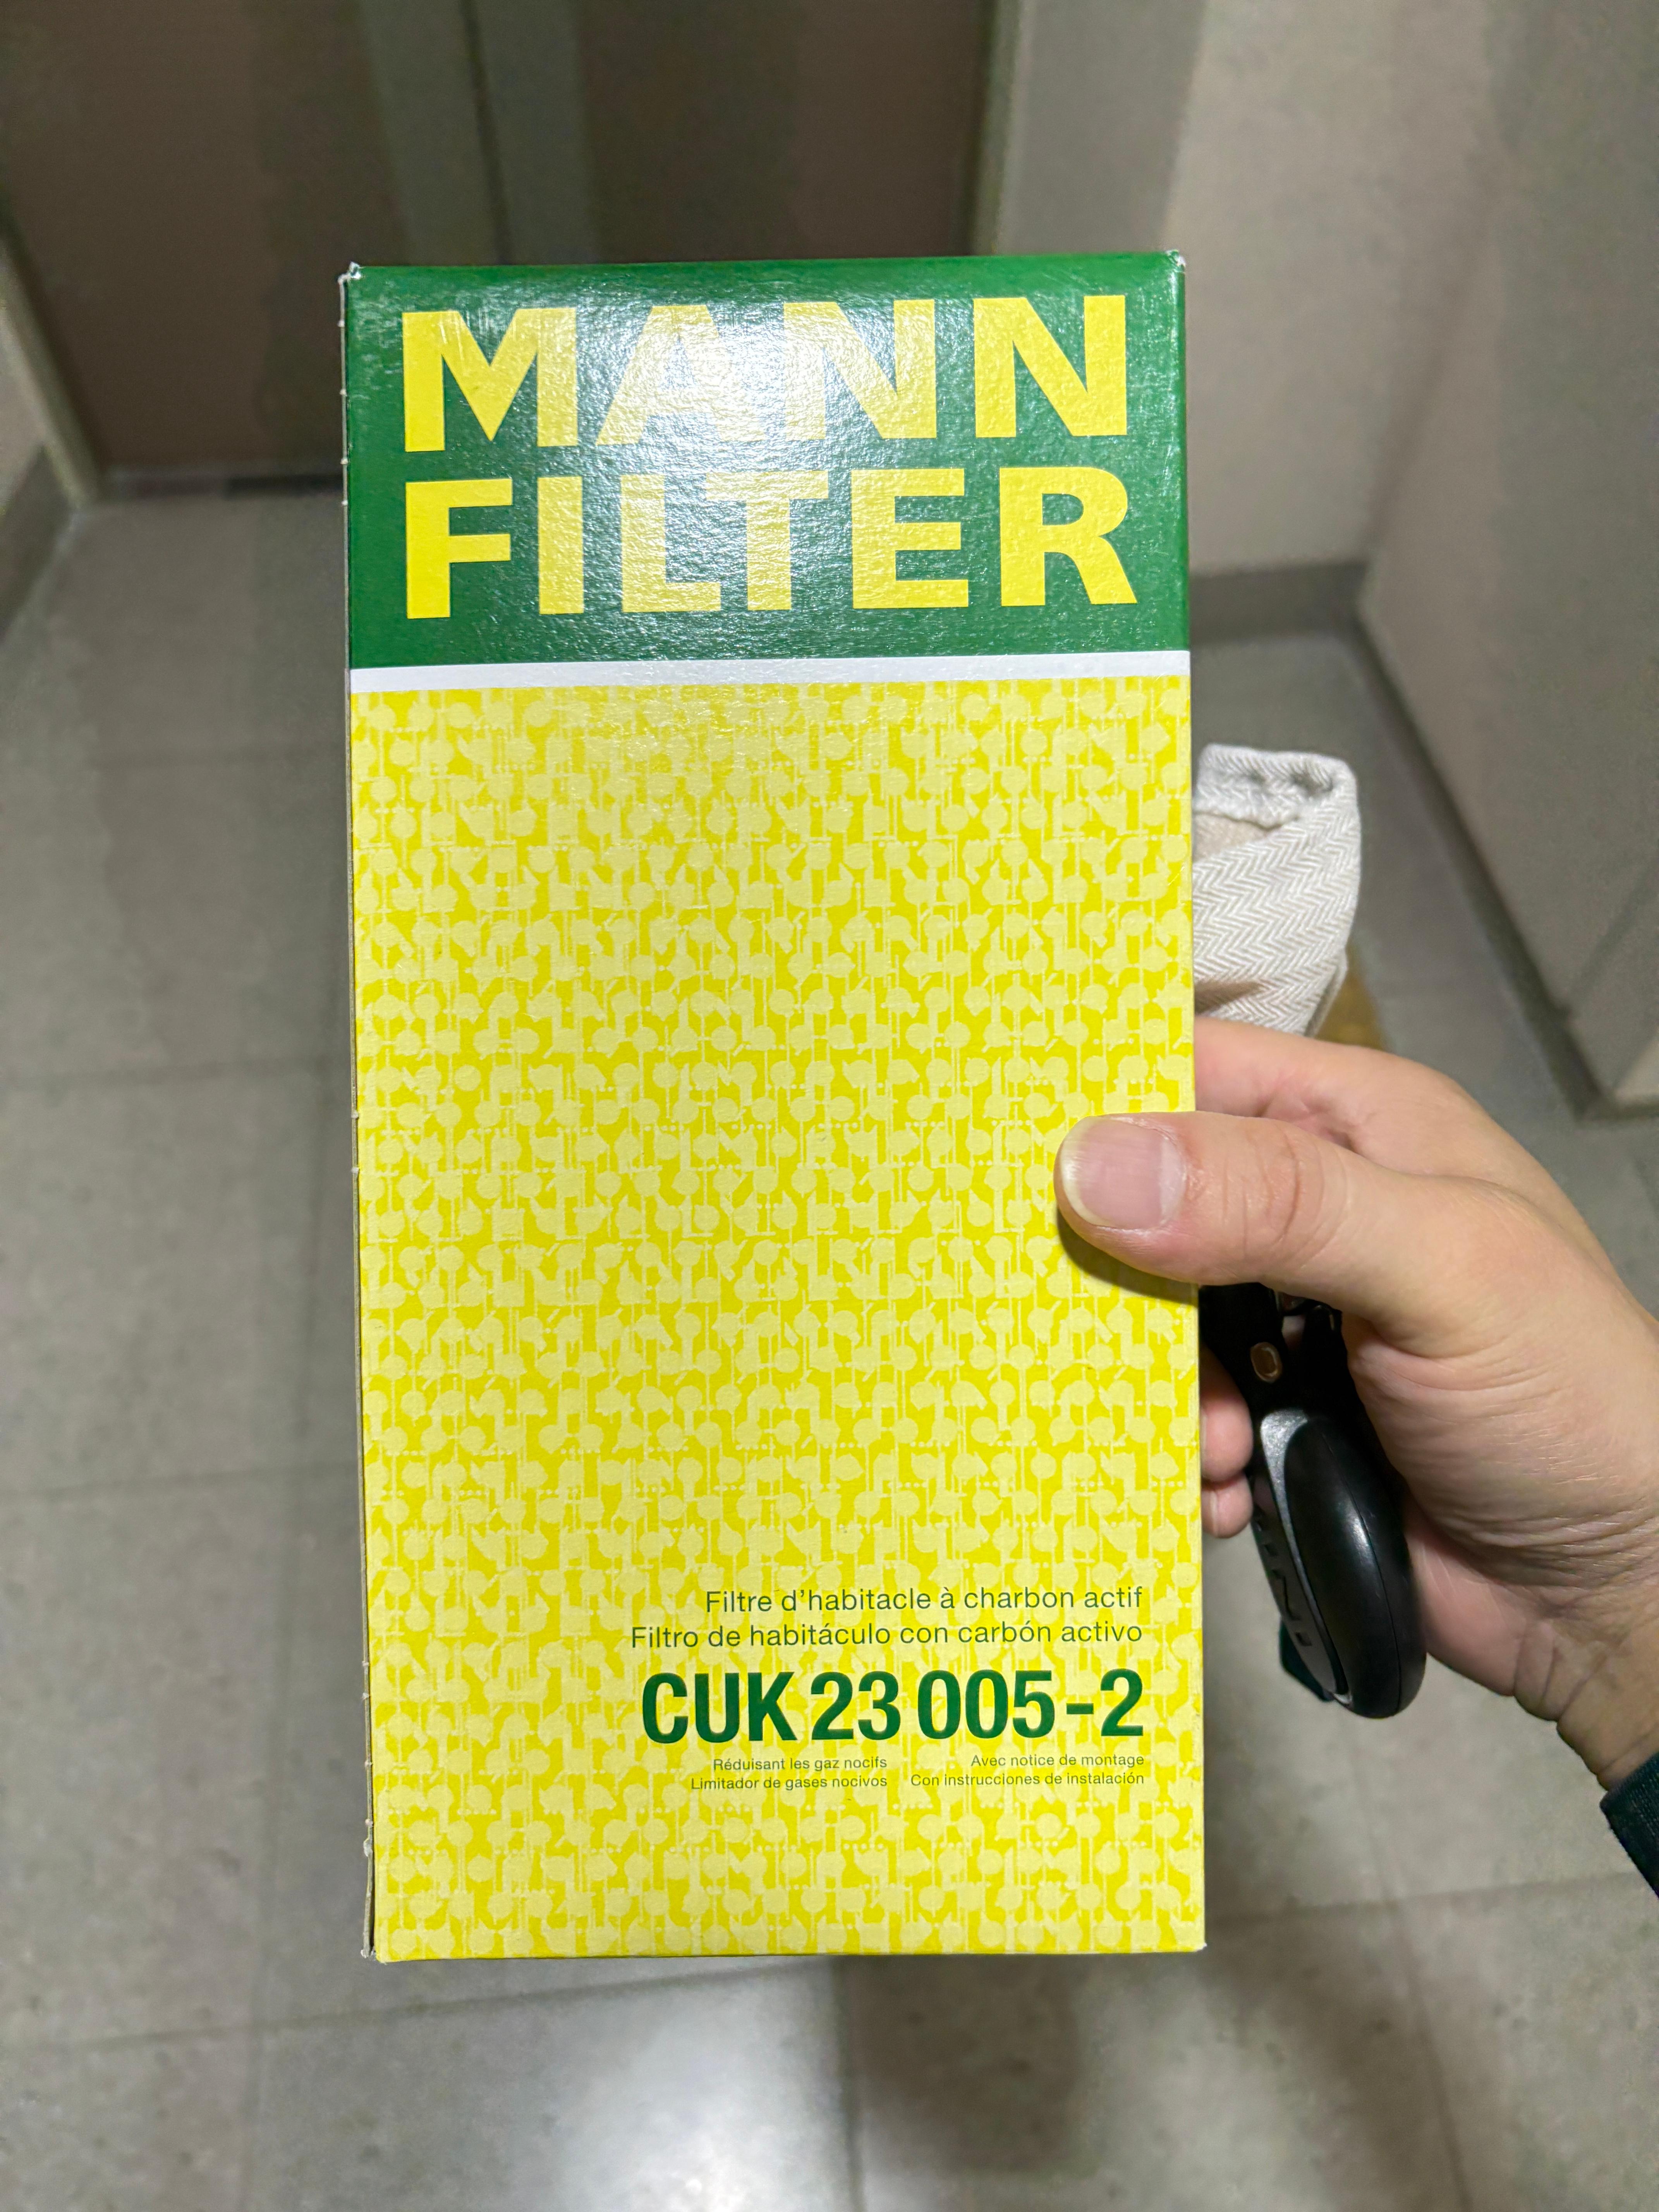 MANN
FILTER
Filtre d'habitacle à charbon actif
Filtro de habitáculo con carbón activo
CUK 23 005-2
Réduisant les gaz nocifs
Limitador de gases nocivos
Avec notice de montage
Con instrucciones de instalación